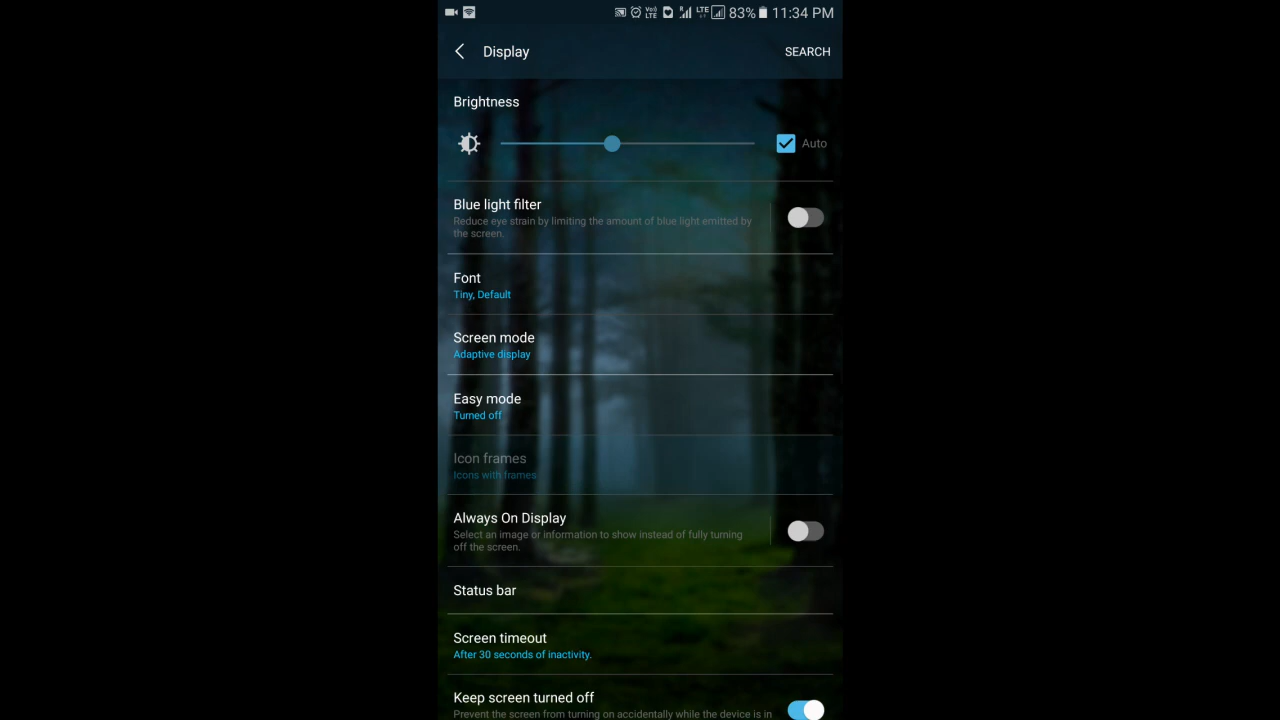 VoD LTE R LTE 83% 11:34 PM
Display SEARCH
Brightness
Auto
Blue light filter
Reduce eye strain by limiting the amount of blue light emitted by
the screen.
Font
Tiny, Default
Screen mode
Adaptive display
Easy mode
Turned off
Icon frames
Icons with frames
Always On Display
Select an image or information to show instead of fully turning
off the screen.
Status bar
Screen timeout
After 30 seconds of inactivity.
Keep screen turned off
Prevent the screen from turning on accidentally while the device is in